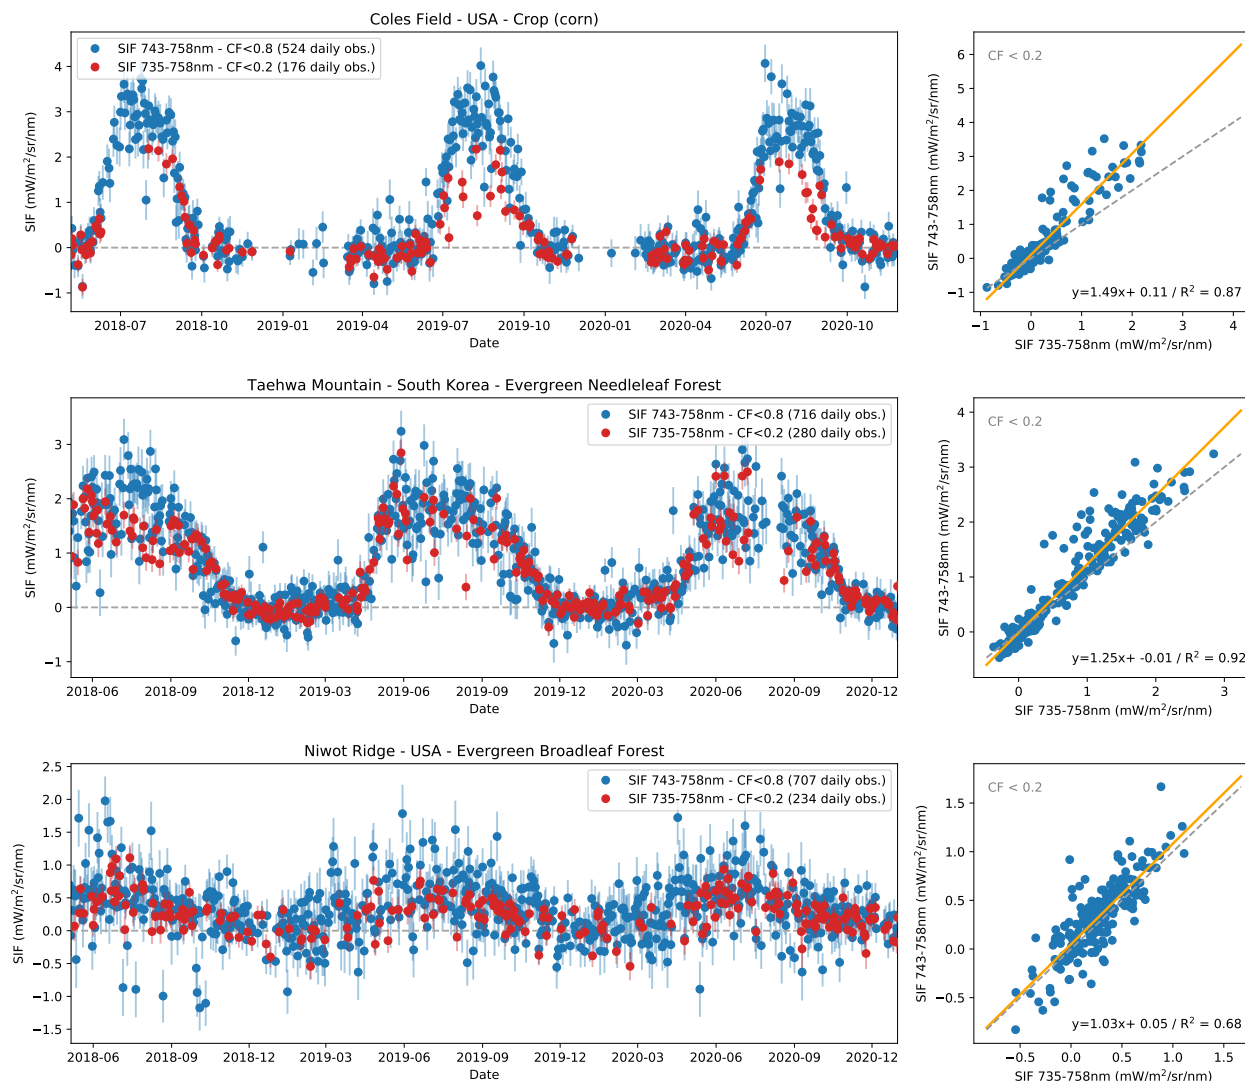 Coles Field - USA - Crop (corn)
SIF 743-758nm - CF<0.8 (524 daily obs.)
SIF 735-758nm - CF<0.2 (176 daily obs.)
SIF (mW/m²/sr/nm)
4
3
2
1
0
−1
2018-07 2018-10 2019-01 2019-04 2019-07 2019-10 2020-01 2020-04 2020-07 2020-10
Date
CF < 0.2
SIF 743-758nm (mW/m²/sr/nm)
6
5
4
3
2
1
0
−1
y=1.49x+ 0.11 / R² = 0.87
−1 0 1 2 3 4
SIF 735-758nm (mW/m²/sr/nm)
Taehwa Mountain - South Korea - Evergreen Needleleaf Forest
SIF 743-758nm - CF<0.8 (716 daily obs.)
SIF 735-758nm - CF<0.2 (280 daily obs.)
SIF (mW/m²/sr/nm)
3
2
1
0
−1
2018-06 2018-09 2018-12 2019-03 2019-06 2019-09 2019-12 2020-03 2020-06 2020-09 2020-12
Date
CF < 0.2
SIF 743-758nm (mW/m²/sr/nm)
4
3
2
1
0
y=1.25x+ -0.01 / R² = 0.92
0 1 2 3
SIF 735-758nm (mW/m²/sr/nm)
Niwot Ridge - USA - Evergreen Broadleaf Forest
SIF 743-758nm - CF<0.8 (707 daily obs.)
SIF 735-758nm - CF<0.2 (234 daily obs.)
SIF (mW/m²/sr/nm)
2.5
2.0
1.5
1.0
0.5
0.0
−0.5
−1.0
−1.5
2018-06 2018-09 2018-12 2019-03 2019-06 2019-09 2019-12 2020-03 2020-06 2020-09 2020-12
Date
CF < 0.2
SIF 743-758nm (mW/m²/sr/nm)
1.5
1.0
0.5
0.0
−0.5
y=1.03x+ 0.05 / R² = 0.68
−0.5 0.0 0.5 1.0 1.5
SIF 735-758nm (mW/m²/sr/nm)